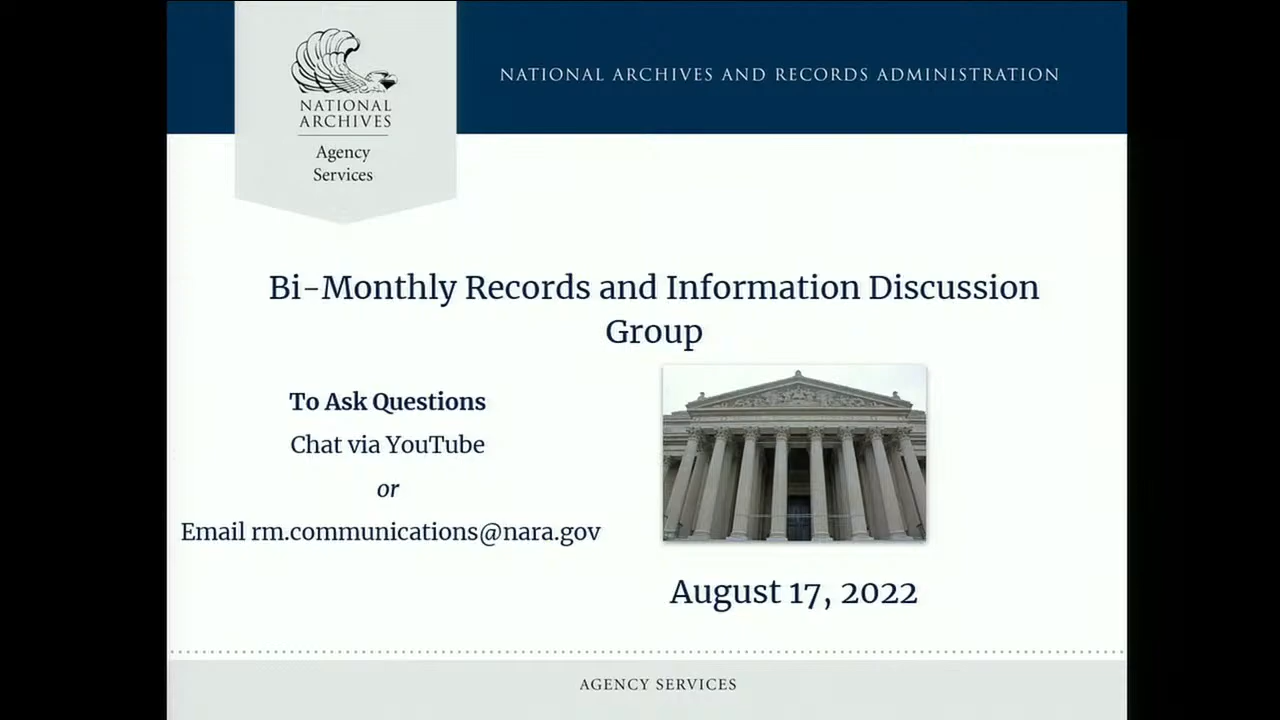 NATIONAL
ARCHIVES
Agency
Services
NATIONAL ARCHIVES AND RECORDS ADMINISTRATION
Bi-Monthly Records and Information Discussion
Group
To Ask Questions
Chat via YouTube
or
Email rm.communications@nara.gov
August 17, 2022
AGENCY SERVICES